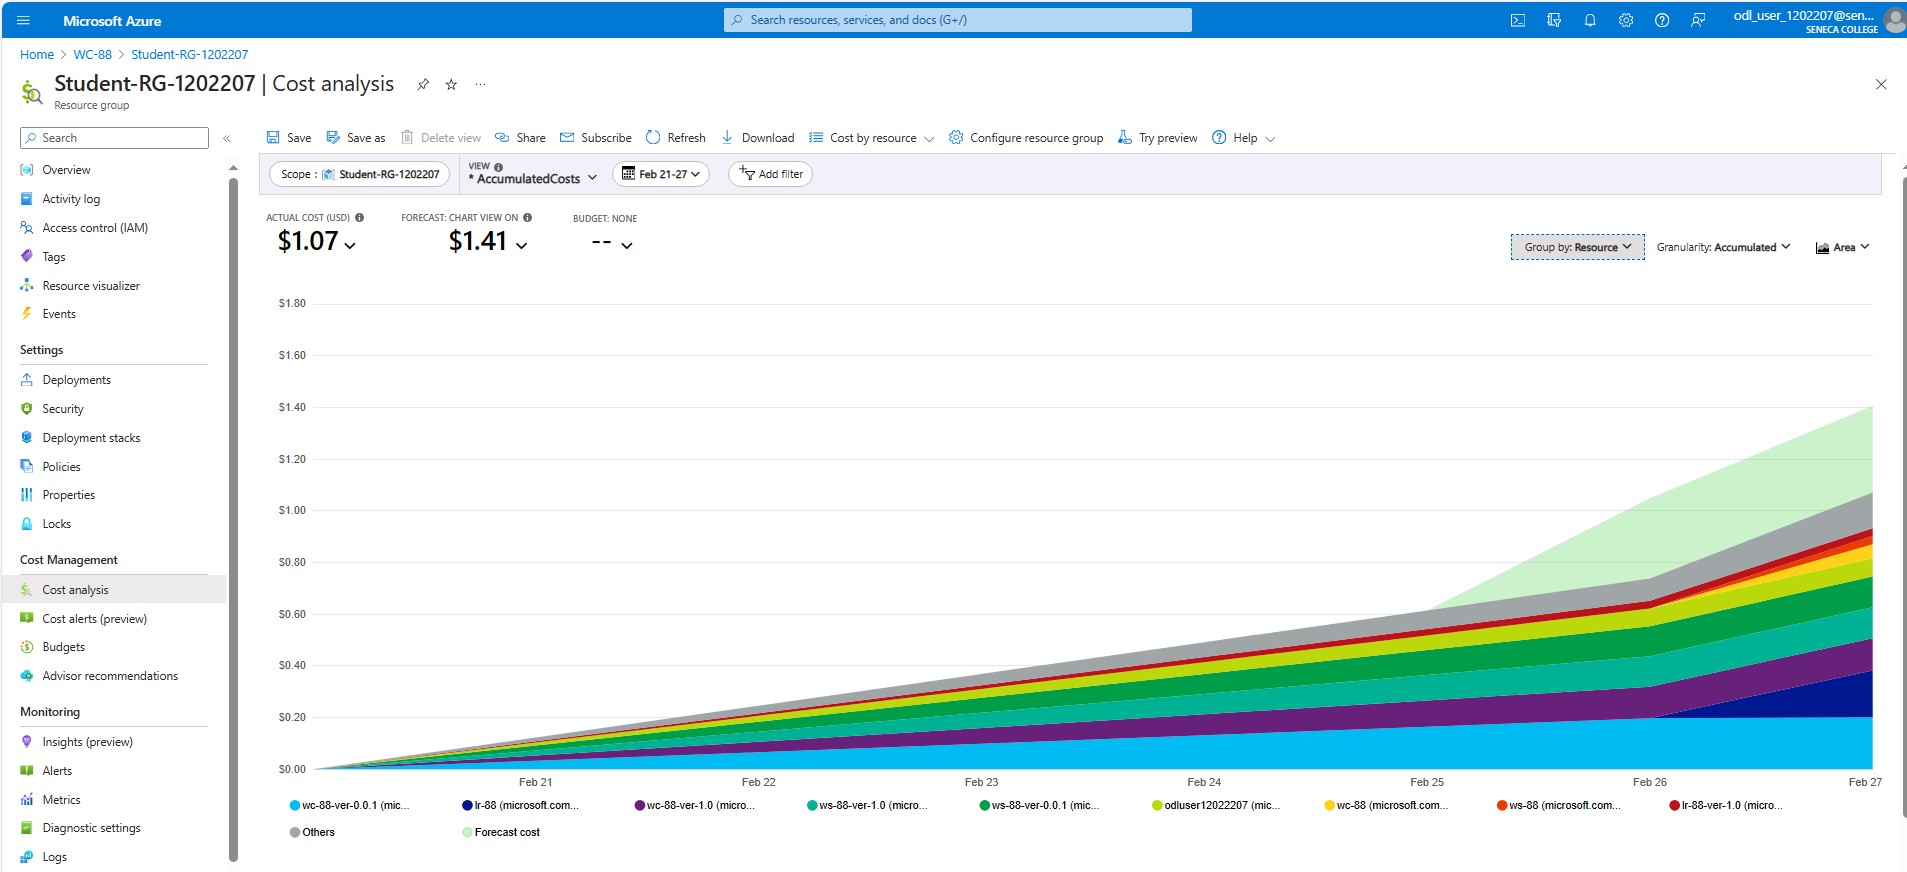 Microsoft Azure
Search resources, services, and docs (G+/)
odl_user_1202207@sen...
SENECA COLLEGE
Home > WC-88 > Student-RG-1202207
Student-RG-1202207 | Cost analysis
Resource group
Search
Overview
Activity log
Access control (IAM)
Tags
Resource visualizer
Events
Settings
Deployments
Security
Deployment stacks
Policies
Properties
Locks
Cost Management
Cost analysis
Cost alerts (preview)
Budgets
Advisor recommendations
Monitoring
Insights (preview)
Alerts
Metrics
Diagnostic settings
Logs
Save Save as Delete view Share Subscribe Refresh Download Cost by resource Configure resource group Try preview Help
Scope : Student-RG-1202207
VIEW
* AccumulatedCosts
Feb 21-27
Add filter
ACTUAL COST (USD)
$1.07
FORECAST: CHART VIEW ON
$1.41
BUDGET: NONE
--
Group by: Resource Granularity: Accumulated Area
$1.80
$1.60
$1.40
$1.20
$1.00
$0.80
$0.60
$0.40
$0.20
$0.00
Feb 21 Feb 22 Feb 23 Feb 24 Feb 25 Feb 26 Feb 27
wc-88-ver-0.0.1 (mic... lr-88 (microsoft.com... wc-88-ver-1.0 (micro... ws-88-ver-1.0 (micro... ws-88-ver-0.0.1 (mic... odluser12022207 (mic... wc-88 (microsoft.com... ws-88 (microsoft.com... lr-88-ver-1.0 (micro...
Others Forecast cost